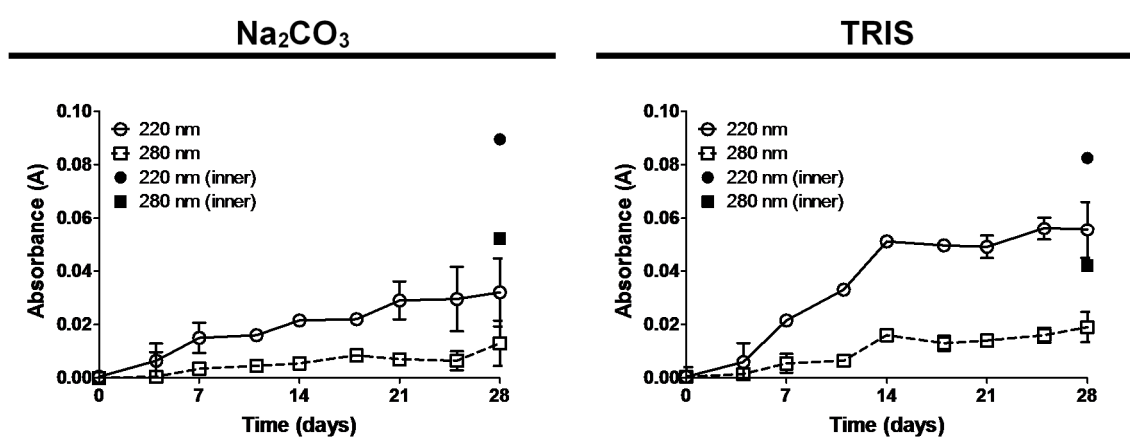 Na₂CO₃
TRIS
0.10
0.08
0.06
0.04
0.02
0.00
Absorbance (A)
220 nm
280 nm
220 nm (inner)
280 nm (inner)
0 7 14 21 28
Time (days)
0.10
0.08
0.06
0.04
0.02
0.00
Absorbance (A)
220 nm
280 nm
220 nm (inner)
280 nm (inner)
0 7 14 21 28
Time (days)